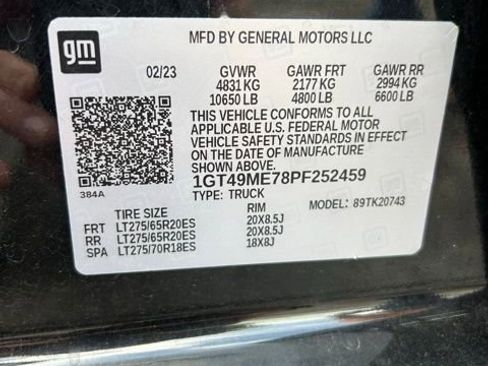 gm
MFD BY GENERAL MOTORS LLC
02/23 GVWR GAWR FRT GAWR RR
4831 KG 2177 KG 2994 KG
10650 LB 4800 LB 6600 LB
THIS VEHICLE CONFORMS TO ALL
APPLICABLE U.S. FEDERAL MOTOR
VEHICLE SAFETY STANDARDS IN EFFECT
ON THE DATE OF MANUFACTURE
SHOWN ABOVE.
3B4A
1GT49ME78PF252459
TYPE: TRUCK
MODEL: 89TK20743
TIRE SIZE RIM
FRT LT275/65R20ES 20X8.5J
RR LT275/65R20ES 20X8.5J
SPA LT275/70R18ES 18X8J